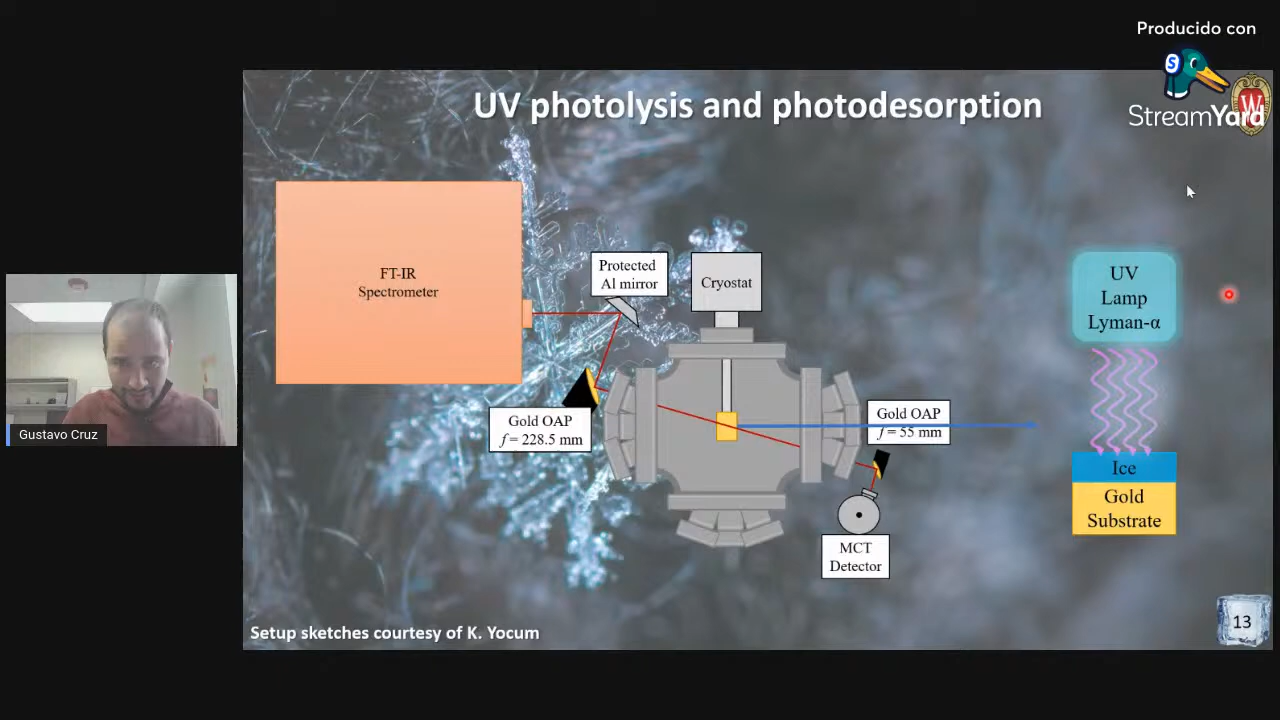 Producido con
S
StreamYard
W
UV photolysis and photodesorption
FT-IR
Spectrometer
Protected
Al mirror
Cryostat
UV
Lamp
Lyman-α
Gold OAP
f = 228.5 mm
Gold OAP
f = 55 mm
Ice
Gold
Substrate
MCT
Detector
Gustavo Cruz
Setup sketches courtesy of K. Yocum
13